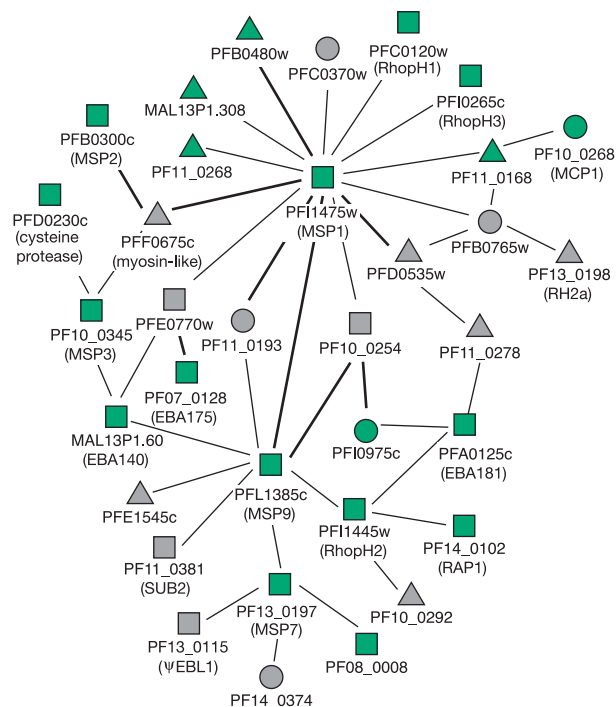 PFC0120w
(RhopH1)
PFB0480w
PFC0370w
PFI0265c
(RhopH3)
MAL13P1.308
PFB0300c
(MSP2)
PF11_0268
PF10_0268
(MCP1)
PF11_0168
PFI1475w
(MSP1)
PFD0230c
(cysteine
protease)
PFF0675c
(myosin-like)
PFB0765w
PFD0535w
PF13_0198
(RH2a)
PF10_0345
(MSP3)
PFE0770w
PF11_0193
PF10_0254
PF11_0278
PF07_0128
(EBA175)
MAL13P1.60
(EBA140)
PFI0975c
PFA0125c
(EBA181)
PFL1385c
(MSP9)
PFE1545c
PFI1445w
(RhopH2)
PF14_0102
(RAP1)
PF11_0381
(SUB2)
PF13_0197
(MSP7)
PF10_0292
PF13_0115
(ΨEBL1)
PF08_0008
PF14_0374